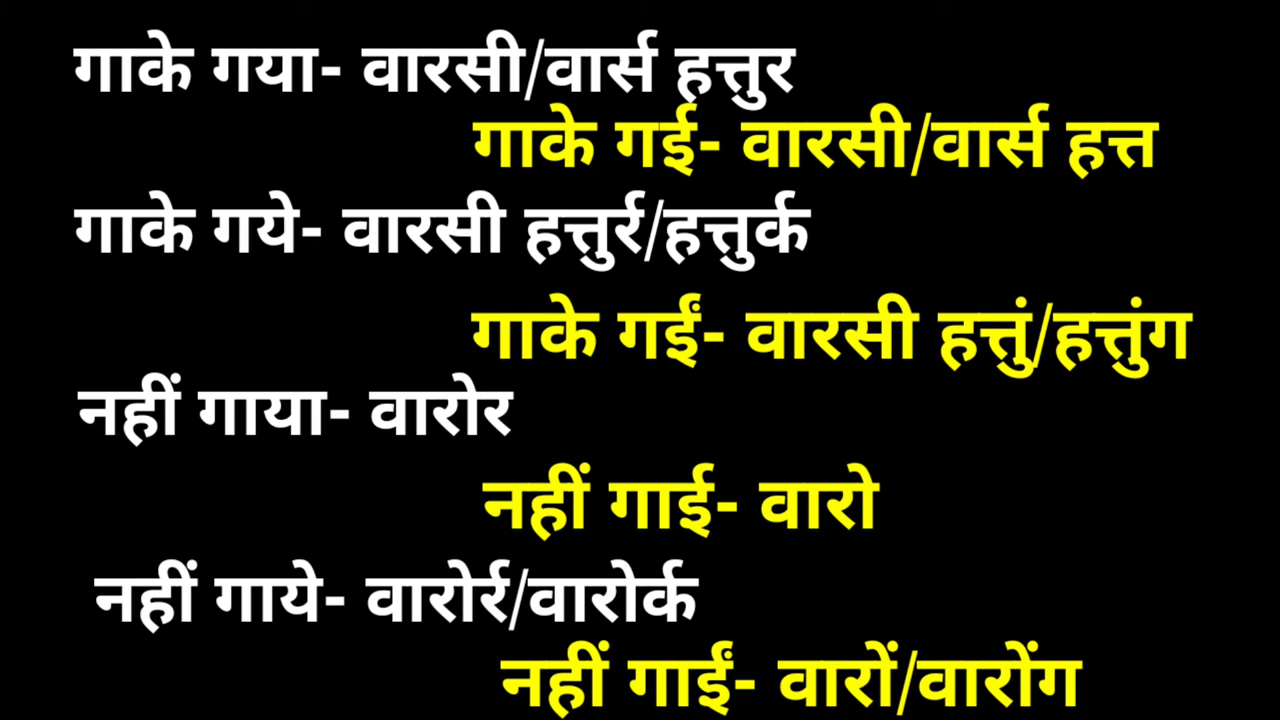 गाके गया- वारसी/वार्स हत्तुर
गाके गई- वारसी/वार्स हत्त
गाके गये- वारसी हत्तुर्र/हत्तुर्क
गाके गईं- वारसी हत्तुं/हत्तुंग
नहीं गाया- वारोर
नहीं गाई- वारो
नहीं गाये- वारोर्र/वारोर्क
नहीं गाईं- वारों/वारोंग